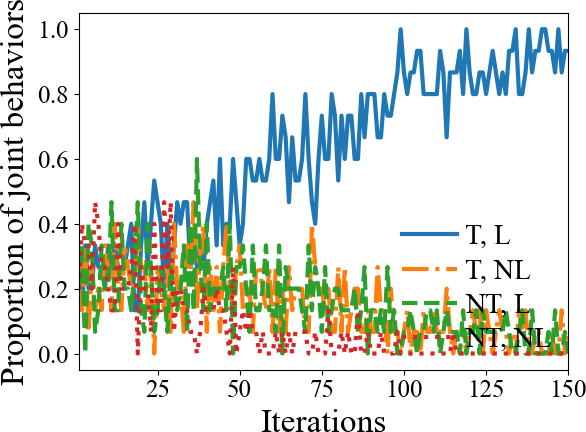 Proportion of joint behaviors
1.0
0.8
0.6
0.4
0.2
0.0
T, L
T, NL
NT, L
NT, NL
25 50 75 100 125 150
Iterations